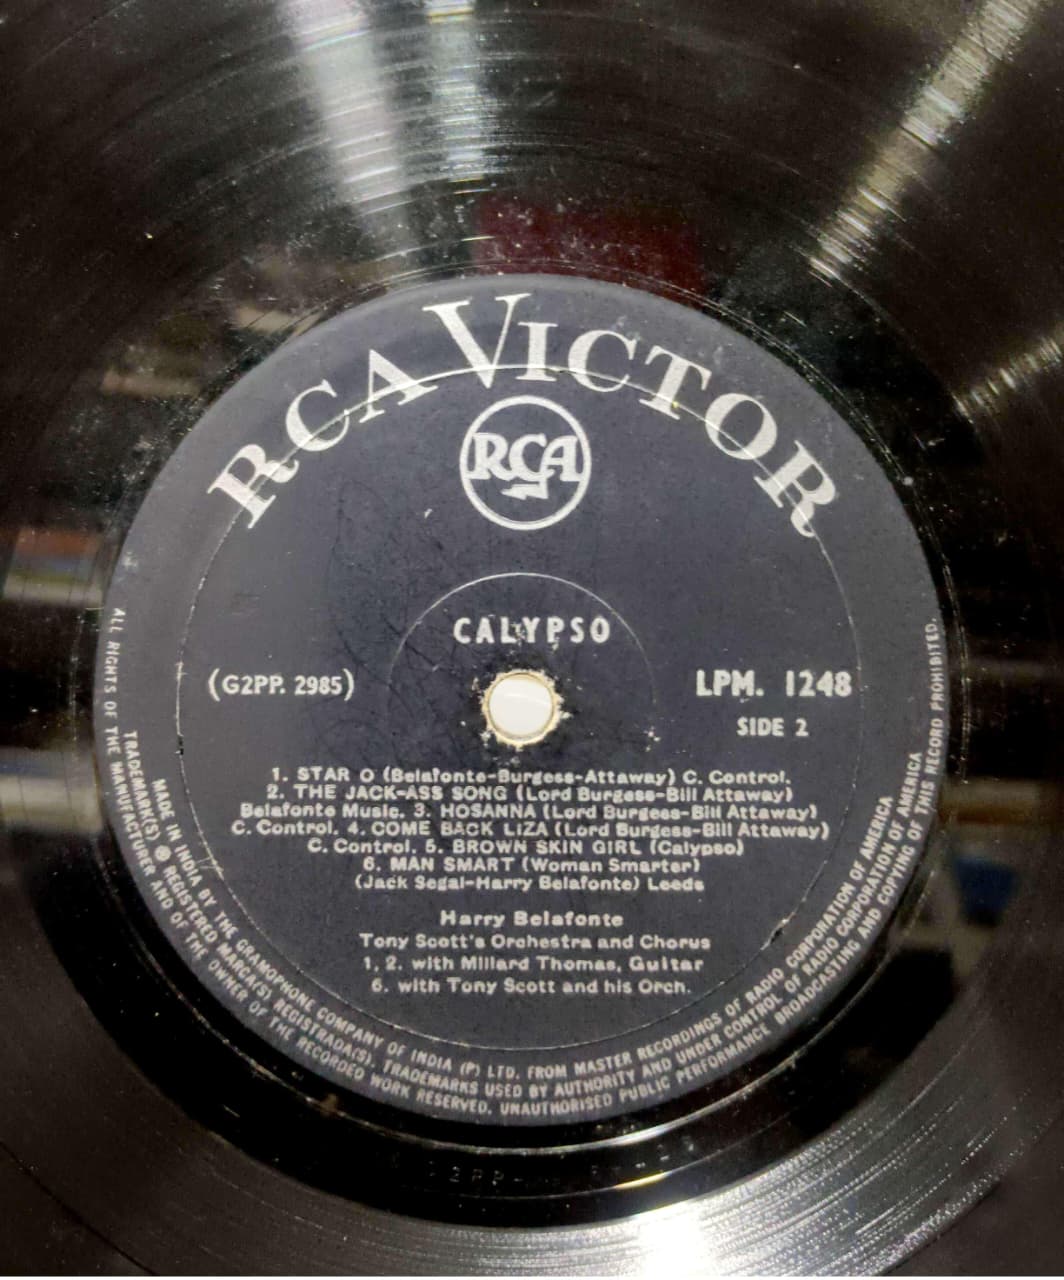 RCA VICTOR
RCA
CALYPSO
(G2PP. 2985)
LPM. 1248
SIDE 2
1. STAR O (Belafonte-Burgess-Attaway) C. Control.
2. THE JACK-ASS SONG (Lord Burgess-Bill Attaway)
Belafonte Music. 3. HOSANNA (Lord Burgess-Bill Attaway)
C. Control. 4. COME BACK LIZA (Lord Burgess-Bill Attaway)
C. Control. 5. BROWN SKIN GIRL (Calypso)
6. MAN SMART (Woman Smarter)
(Jack Segal-Harry Belafonte) Leeds
Harry Belafonte
Tony Scott's Orchestra and Chorus
1, 2. with Millard Thomas, Guitar
6. with Tony Scott and his Orch.
MADE IN INDIA BY THE GRAMOPHONE COMPANY OF INDIA (P) LTD. FROM MASTER RECORDINGS OF RADIO CORPORATION OF AMERICA
TRADEMARK(S) ® REGISTERED MARCA(S) REGISTRADA(S). TRADEMARKS USED BY AUTHORITY AND UNDER CONTROL OF RADIO CORPORATION OF AMERICA
ALL RIGHTS OF THE MANUFACTURER AND OF THE OWNER OF THE RECORDED WORK RESERVED. UNAUTHORISED PUBLIC PERFORMANCE BROADCASTING AND COPYING OF THIS RECORD PROHIBITED.